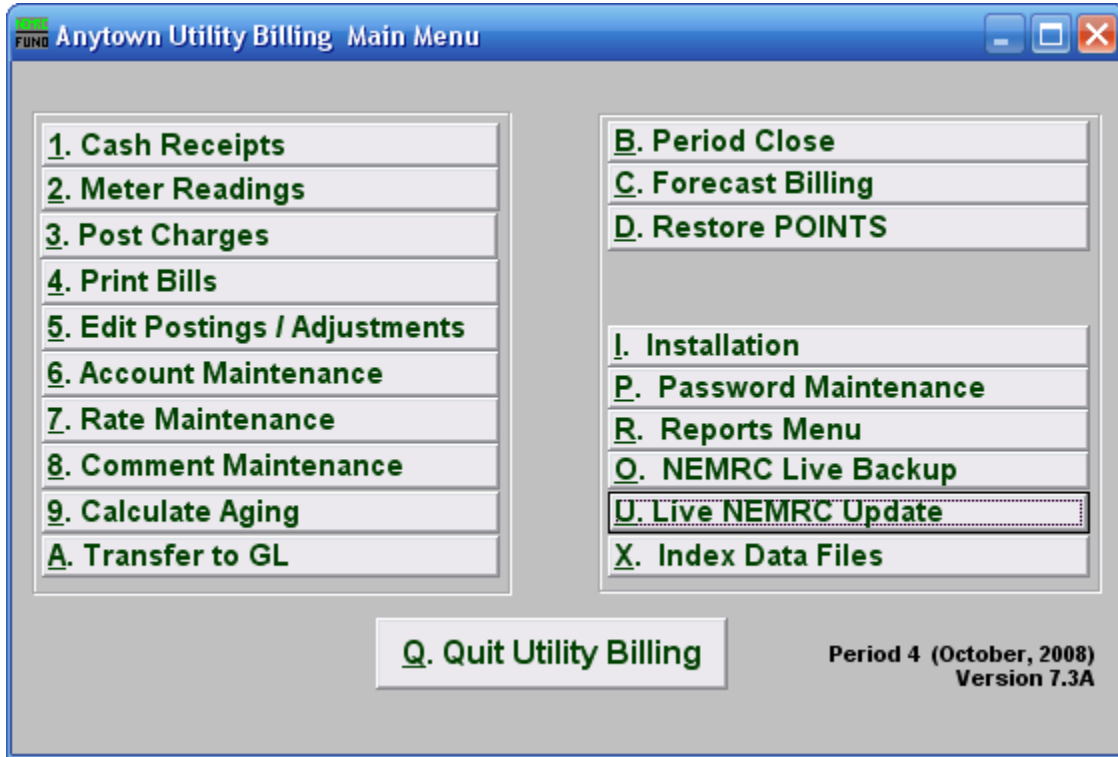 FUND Anytown Utility Billing Main Menu
1. Cash Receipts
2. Meter Readings
3. Post Charges
4. Print Bills
5. Edit Postings / Adjustments
6. Account Maintenance
7. Rate Maintenance
8. Comment Maintenance
9. Calculate Aging
A. Transfer to GL
B. Period Close
C. Forecast Billing
D. Restore POINTS
I. Installation
P. Password Maintenance
R. Reports Menu
O. NEMRC Live Backup
U. Live NEMRC Update
X. Index Data Files
Q. Quit Utility Billing
Period 4 (October, 2008)
Version 7.3A